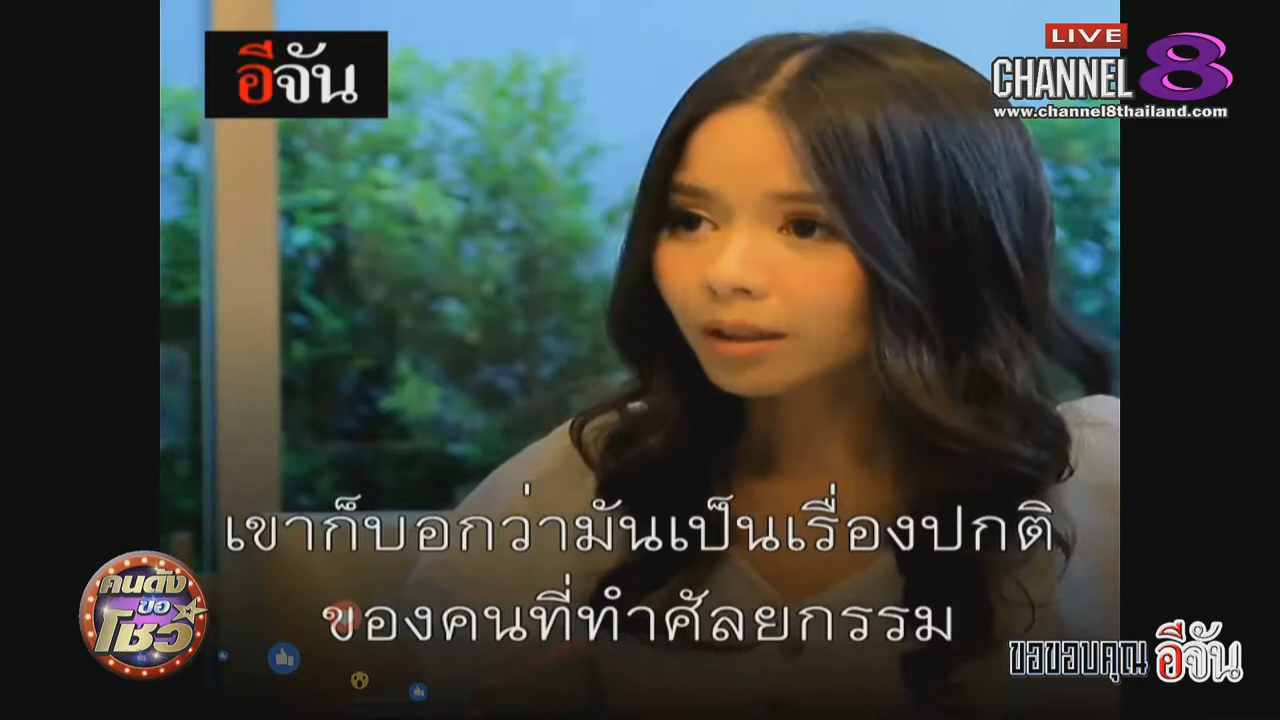 อีจัน
LIVE
CHANNEL 8
www.channel8thailand.com
เขาก็บอกว่ามันเป็นเรื่องปกติ
ของคนที่ทำศัลยกรรม
คนดัง
ขอ
โชว์
ขอขอบคุณ อีจัน